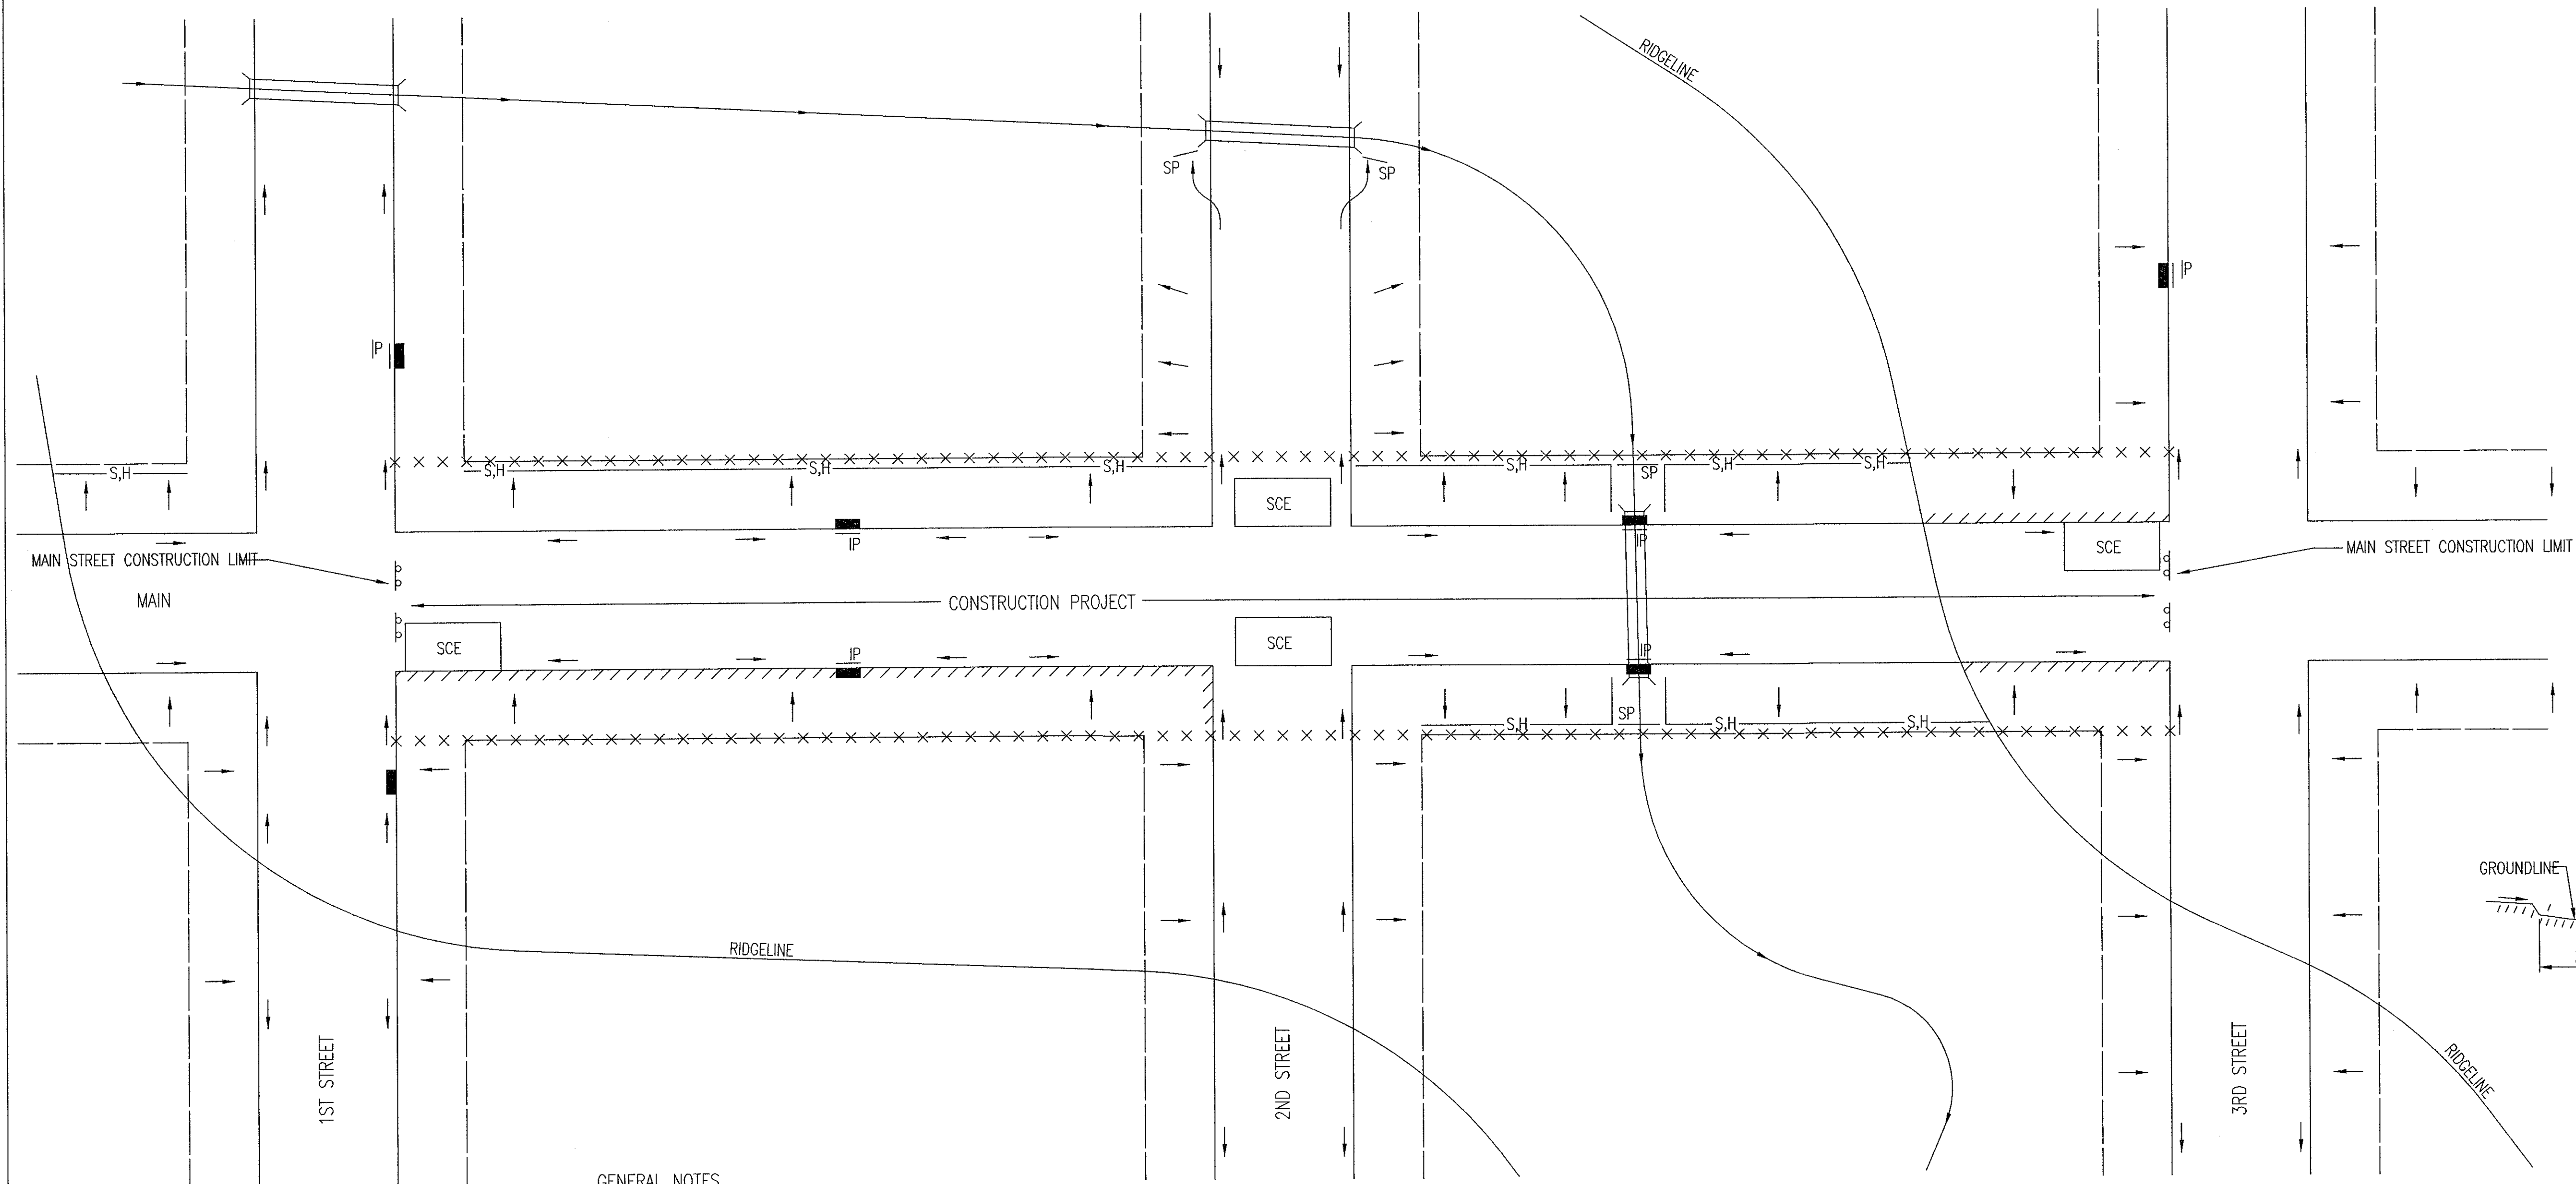 RIDGELINE
SP
SP
IP
IP
S,H
S,H
S,H
S,H
S,H
SP
S,H
S,H
SCE
MAIN STREET CONSTRUCTION LIMIT
IP
IP
SCE
MAIN STREET CONSTRUCTION LIMIT
MAIN
CONSTRUCTION PROJECT
SCE
IP
SCE
IP
S,H
SP
S,H
S,H
GROUNDLINE
RIDGELINE
1ST STREET
2ND STREET
3RD STREET
RIDGELINE
GENERAL NOTES